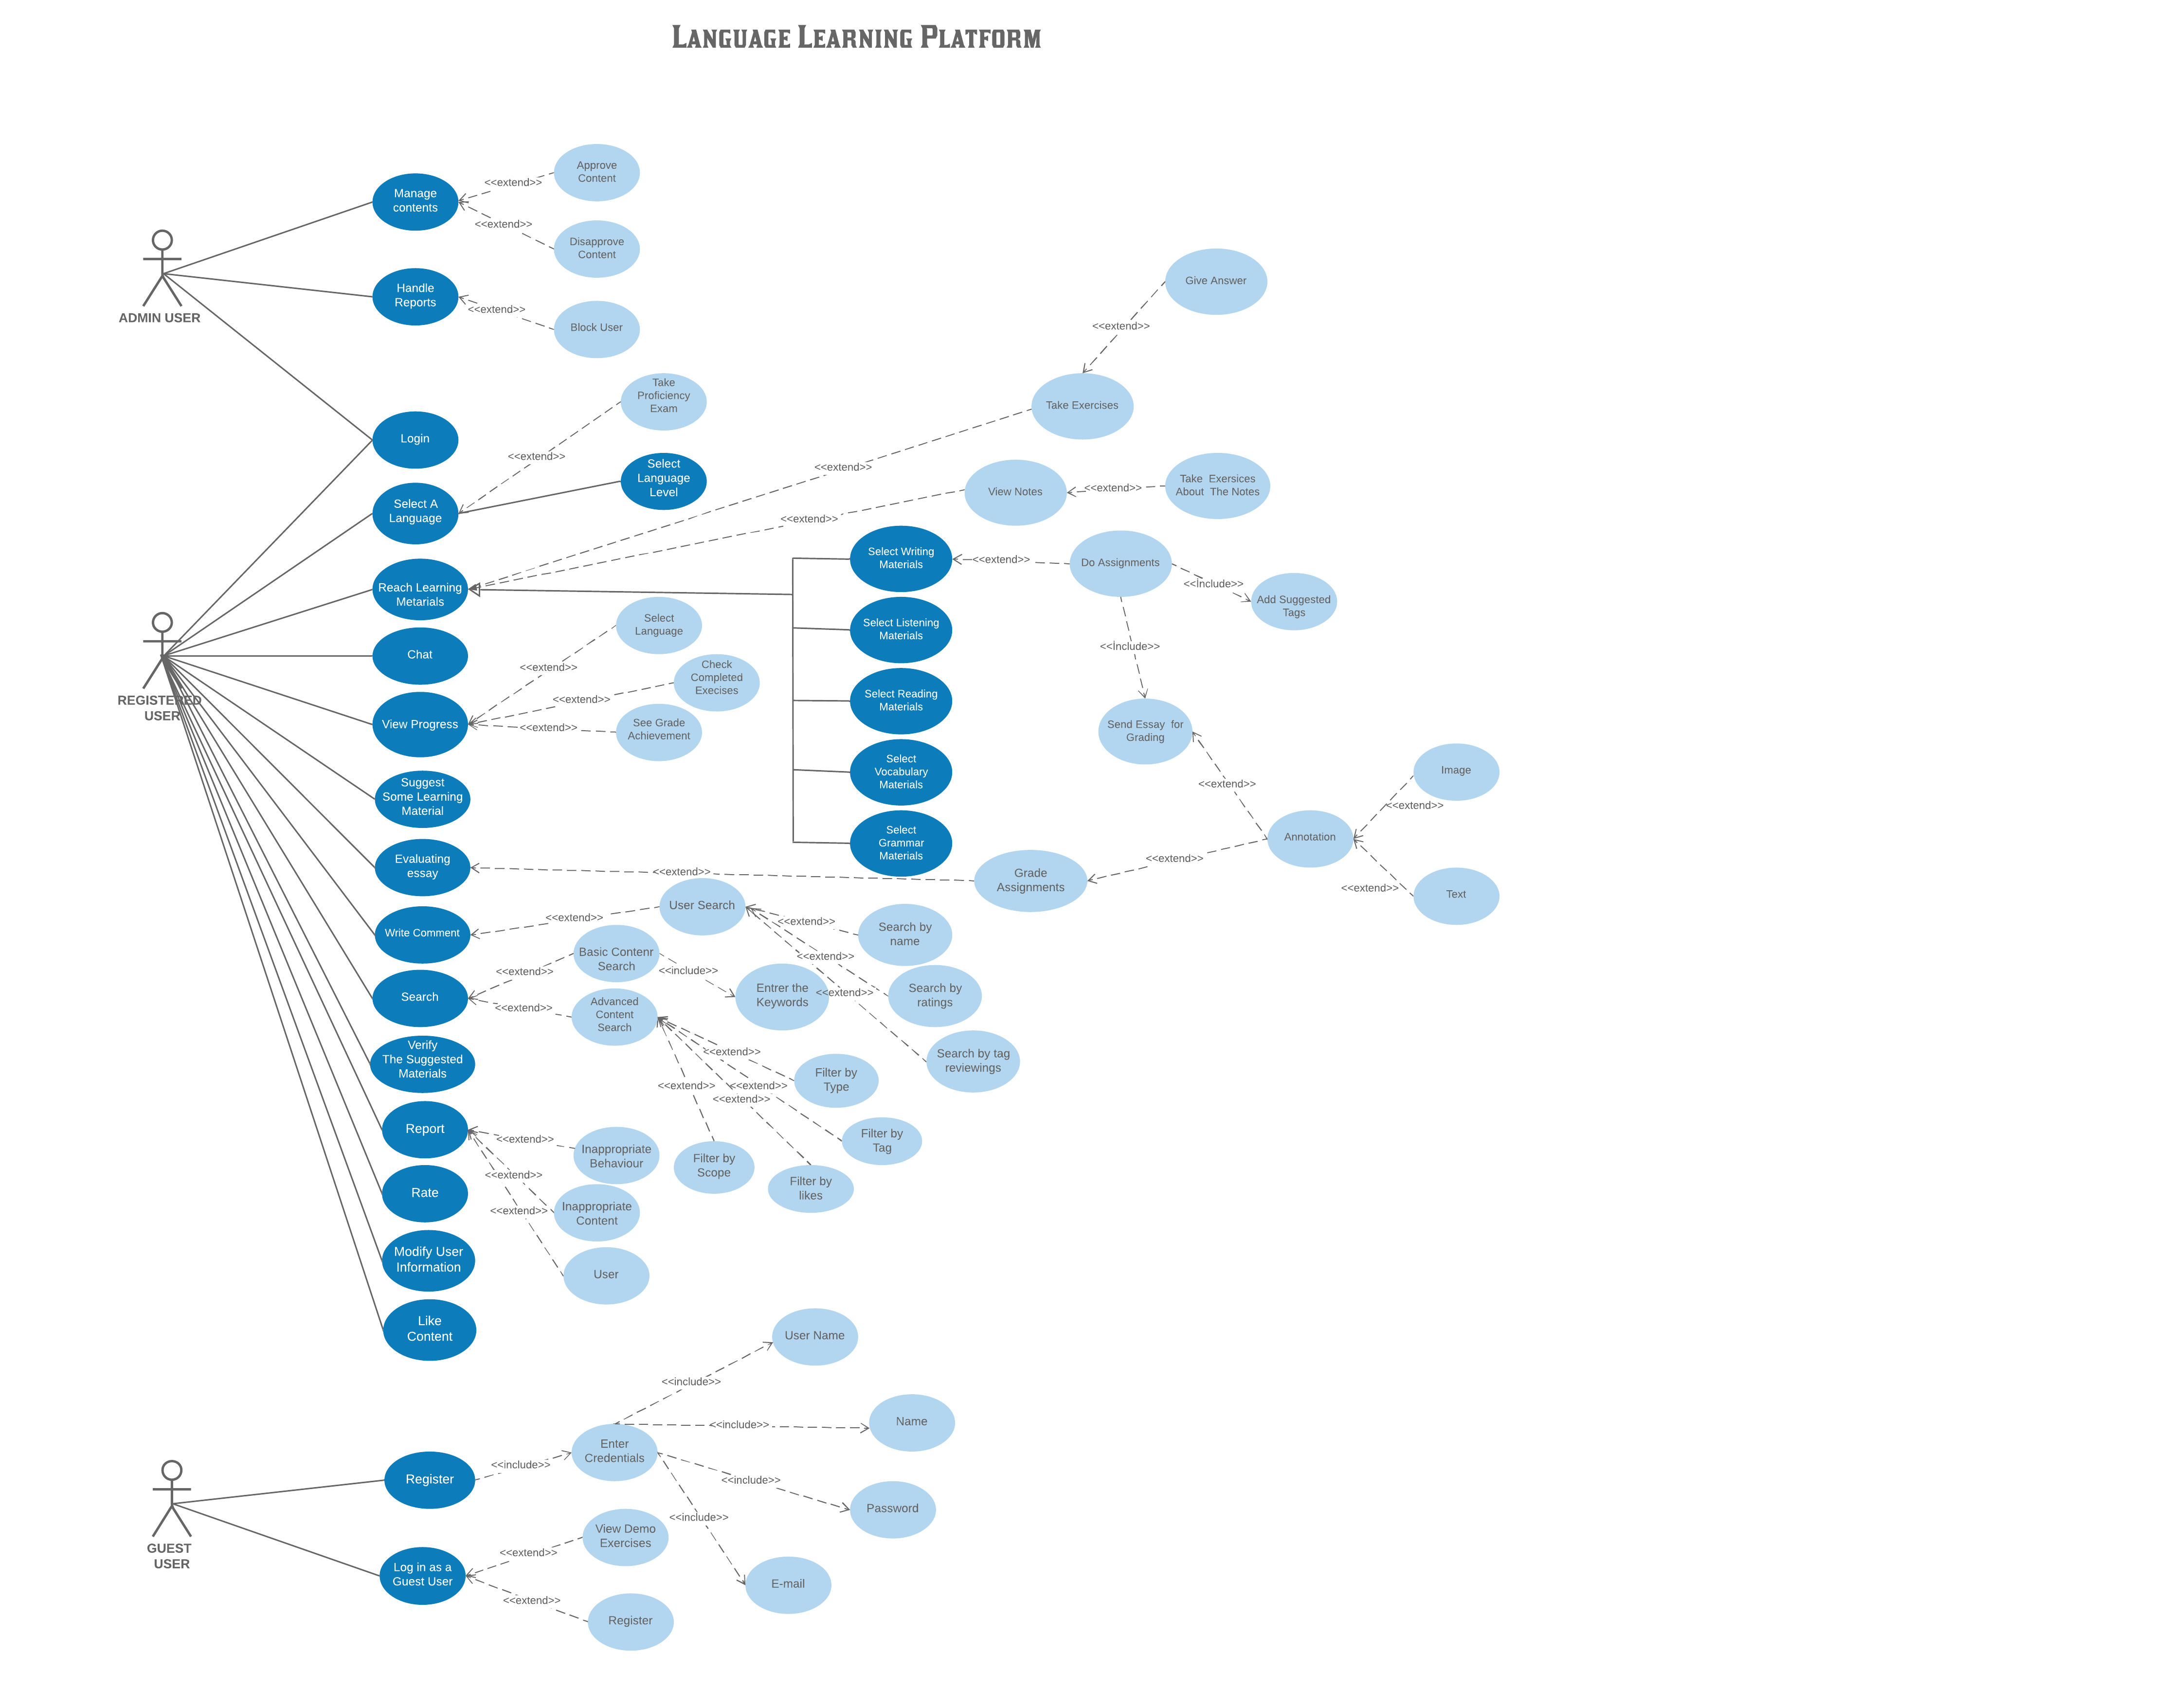 Language Learning Platform
Approve
Content
<<extend>>
Manage
contents
<<extend>>
Disapprove
Content
ADMIN USER
Handle
Reports
<<extend>>
Block User
Give Answer
<<extend>>
Take
Proficiency
Exam
Take Exercises
Login
<<extend>>
<<extend>>
Select
Language
Level
View Notes
<<extend>>
Take  Exersices
About  The Notes
Select A
Language
<<extend>>
Select Writing
Materials
<<extend>>
Do Assignments
<<İnclude>>
Add Suggested
Tags
Reach Learning
Metarials
Select
Language
Select Listening
Materials
<<İnclude>>
REGISTERED
USER
Chat
<<extend>>
Check
Completed
Execises
<<extend>>
Select Reading
Materials
View Progress
<<extend>>
See Grade
Achievement
Send Essay  for
Grading
Select
Vocabulary
Materials
<<extend>>
Image
<<extend>>
Suggest
Some Learning
Material
Select
Grammar
Materials
Annotation
<<extend>>
Evaluating
essay
<<extend>>
Grade
Assignments
<<extend>>
Text
User Search
<<extend>>
Write Comment
<<extend>>
Search by
name
Basic Contenr
Search
<<extend>>
<<extend>>
<<include>>
Entrer the
Keywords
<<extend>>
Search by
ratings
Search
<<extend>>
Advanced
Content
Search
Verify
The Suggested
Materials
<<extend>>
Search by tag
reviewings
Filter by
Type
<<extend>>
<<extend>>
<<extend>>
Report
<<extend>>
Inappropriate
Behaviour
Filter by
Scope
Filter by
Tag
Filter by
likes
<<extend>>
Rate
<<extend>>
Inappropriate
Content
Modify User
Information
User
Like
Content
User Name
<<include>>
Name
<<include>>
Enter
Credentials
Register
<<include>>
<<include>>
Password
<<include>>
GUEST
USER
View Demo
Exercises
<<extend>>
Log in as a
Guest User
E-mail
<<extend>>
Register